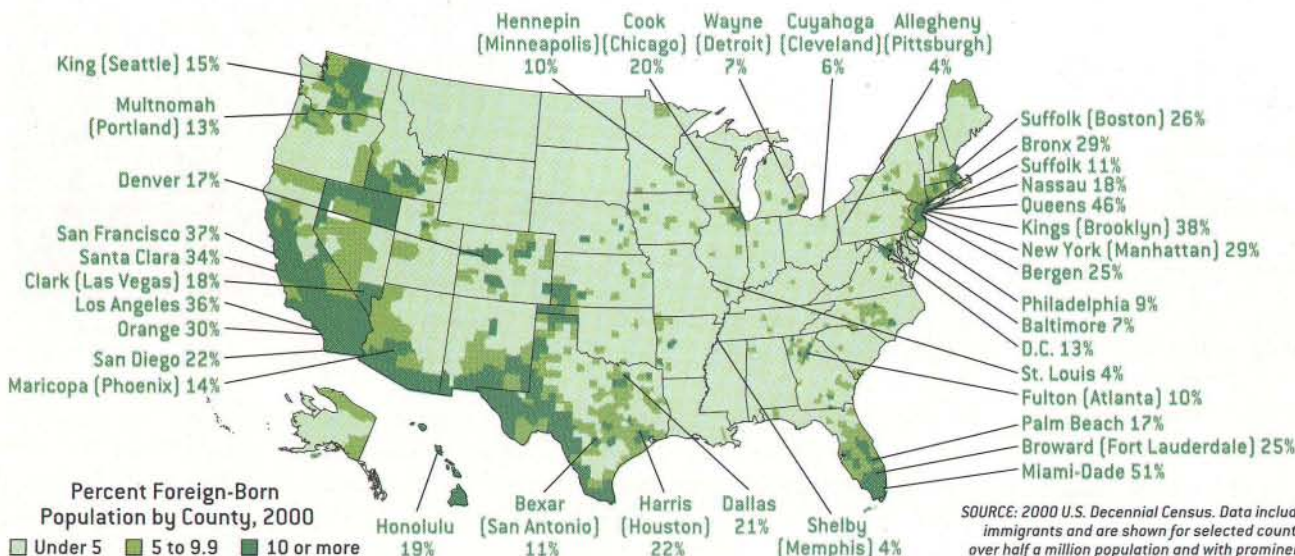 Hennepin
(Minneapolis)
10%
Cook
(Chicago)
20%
Wayne
(Detroit)
7%
Cuyahoga
(Cleveland)
6%
Allegheny
(Pittsburgh)
4%
King (Seattle) 15%
Multnomah
(Portland) 13%
Denver 17%
San Francisco 37%
Santa Clara 34%
Clark (Las Vegas) 18%
Los Angeles 36%
Orange 30%
San Diego 22%
Maricopa (Phoenix) 14%
Suffolk (Boston) 26%
Bronx 29%
Suffolk 11%
Nassau 18%
Queens 46%
Kings (Brooklyn) 38%
New York (Manhattan) 29%
Bergen 25%
Philadelphia 9%
Baltimore 7%
D.C. 13%
St. Louis 4%
Fulton (Atlanta) 10%
Palm Beach 17%
Broward (Fort Lauderdale) 25%
Miami-Dade 51%
Percent Foreign-Born
Population by County, 2000
Under 5 5 to 9.9 10 or more
Honolulu
19%
Bexar
(San Antonio)
11%
Harris
(Houston)
22%
Dallas
21%
Shelby
(Memphis) 4%
SOURCE: 2000 U.S. Decennial Census. Data includ
immigrants and are shown for selected count
over half a million population and with prominen